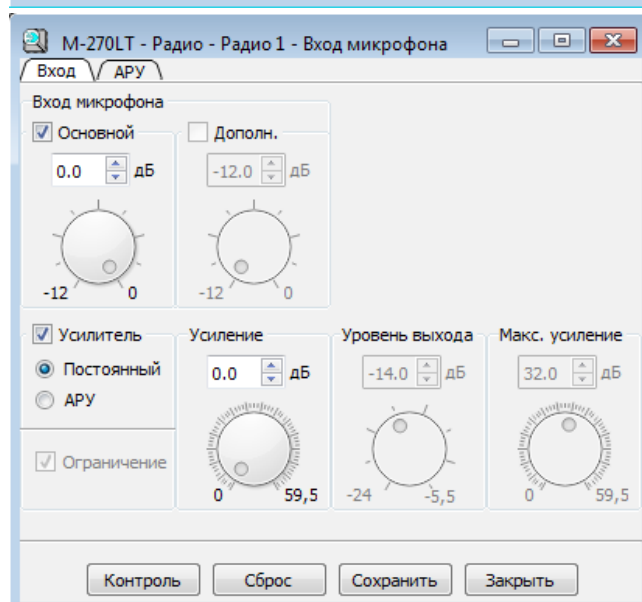 M-270LT - Радио - Радио 1 - Вход микрофона
Вход АРУ
Вход микрофона
Основной Дополн.
0.0 дБ -12.0 дБ
-12 0 -12 0
Усилитель Усиление Уровень выхода Макс. усиление
Постоянный 0.0 дБ -14.0 дБ 32.0 дБ
АРУ
Ограничение
0 59,5 -24 -5,5 0 59,5
Контроль Сброс Сохранить Закрыть